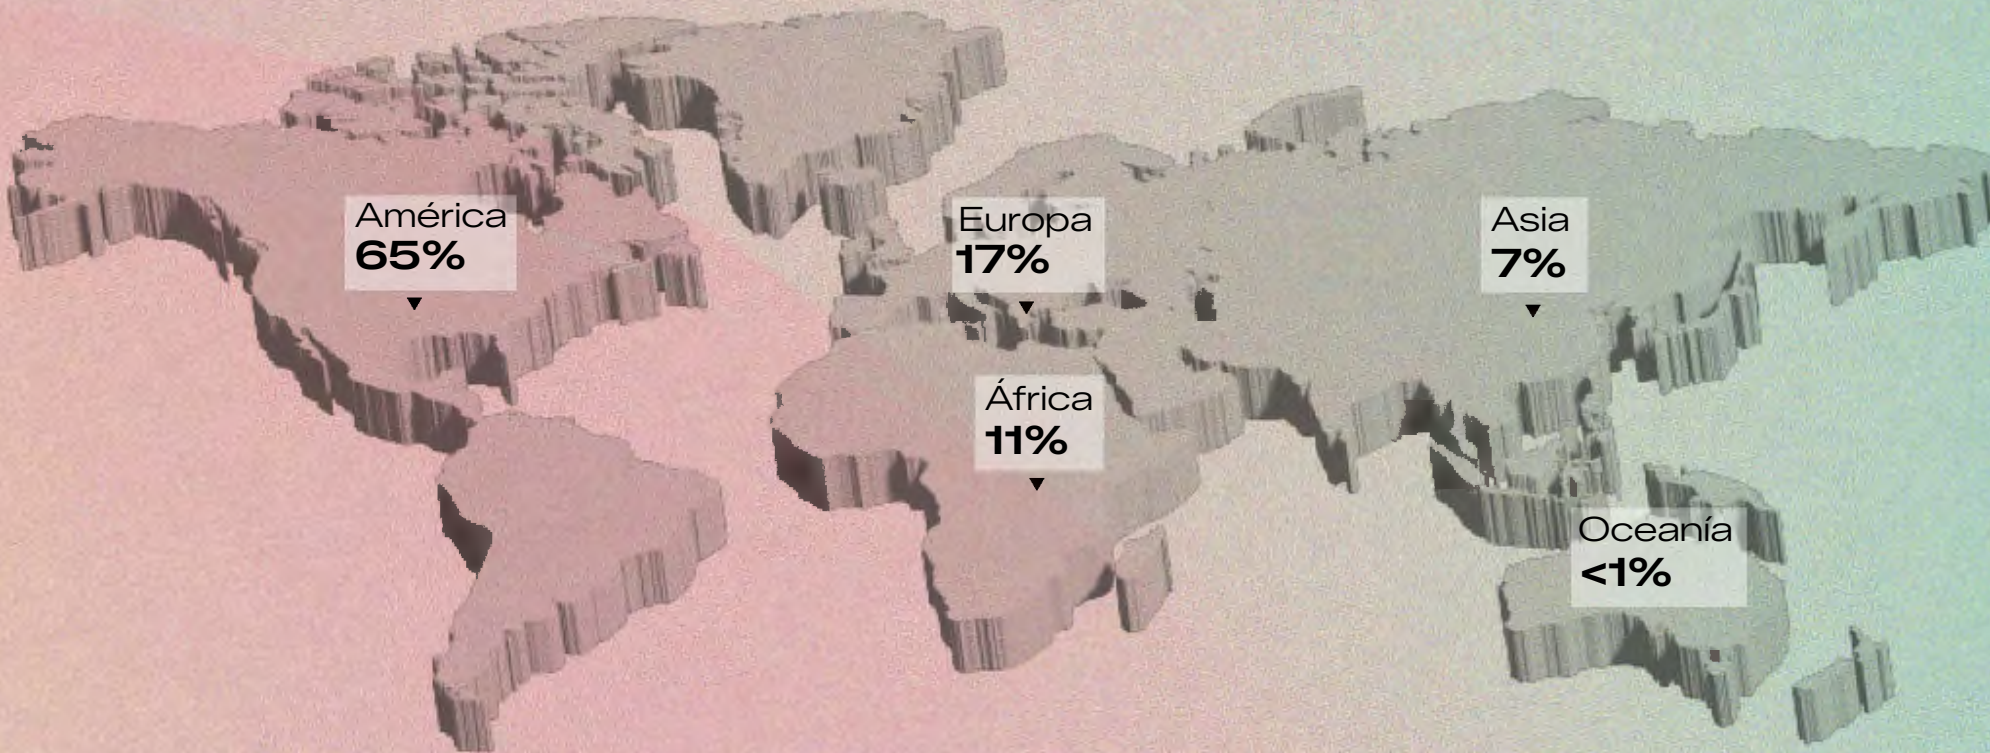 América
65%
Europa
17%
Asia
7%
África
11%
Oceanía
<1%